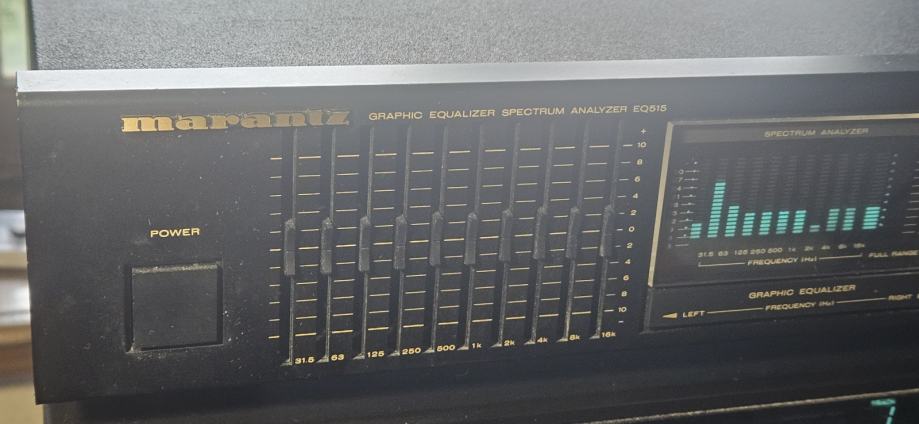 marantz GRAPHIC EQUALIZER SPECTRUM ANALYZER EQ515
+
10
8
6
4
2
0
2
4
6
8
10
-
POWER
31.5 63 125 250 500 1k 2k 4k 8k 16k
SPECTRUM ANALYZER
31.5 63 125 250 500 1k 2k 4k 8k 16k FULL RANGE
FREQUENCY (Hz)
GRAPHIC EQUALIZER
LEFT FREQUENCY (Hz) RIGHT
7